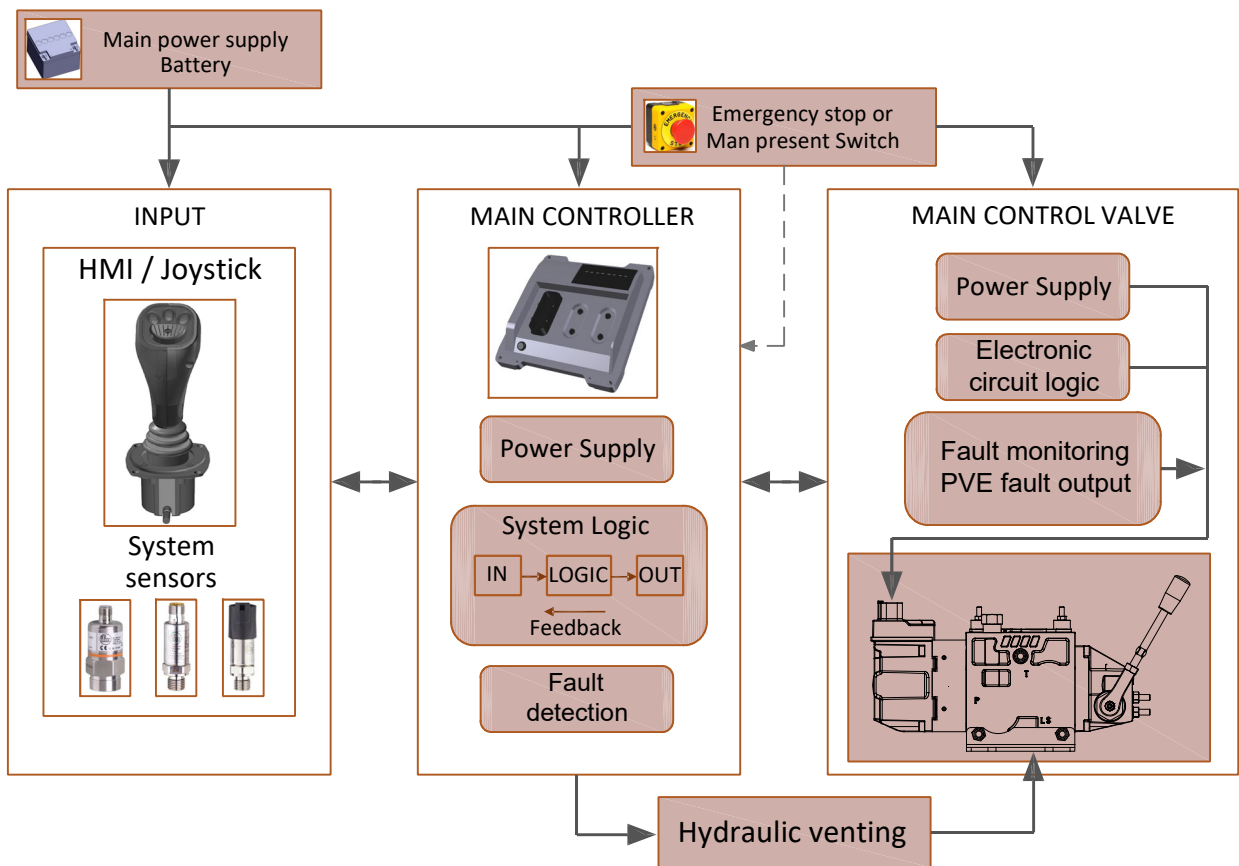 Main power supply
Battery
EMERGENCY
Emergency stop or
Man present Switch
INPUT
HMI / Joystick
System
sensors
MAIN CONTROLLER
Power Supply
System Logic
IN
LOGIC
OUT
Feedback
Fault
detection
MAIN CONTROL VALVE
Power Supply
Electronic
circuit logic
Fault monitoring
PVE fault output
P
T
LS
Hydraulic venting